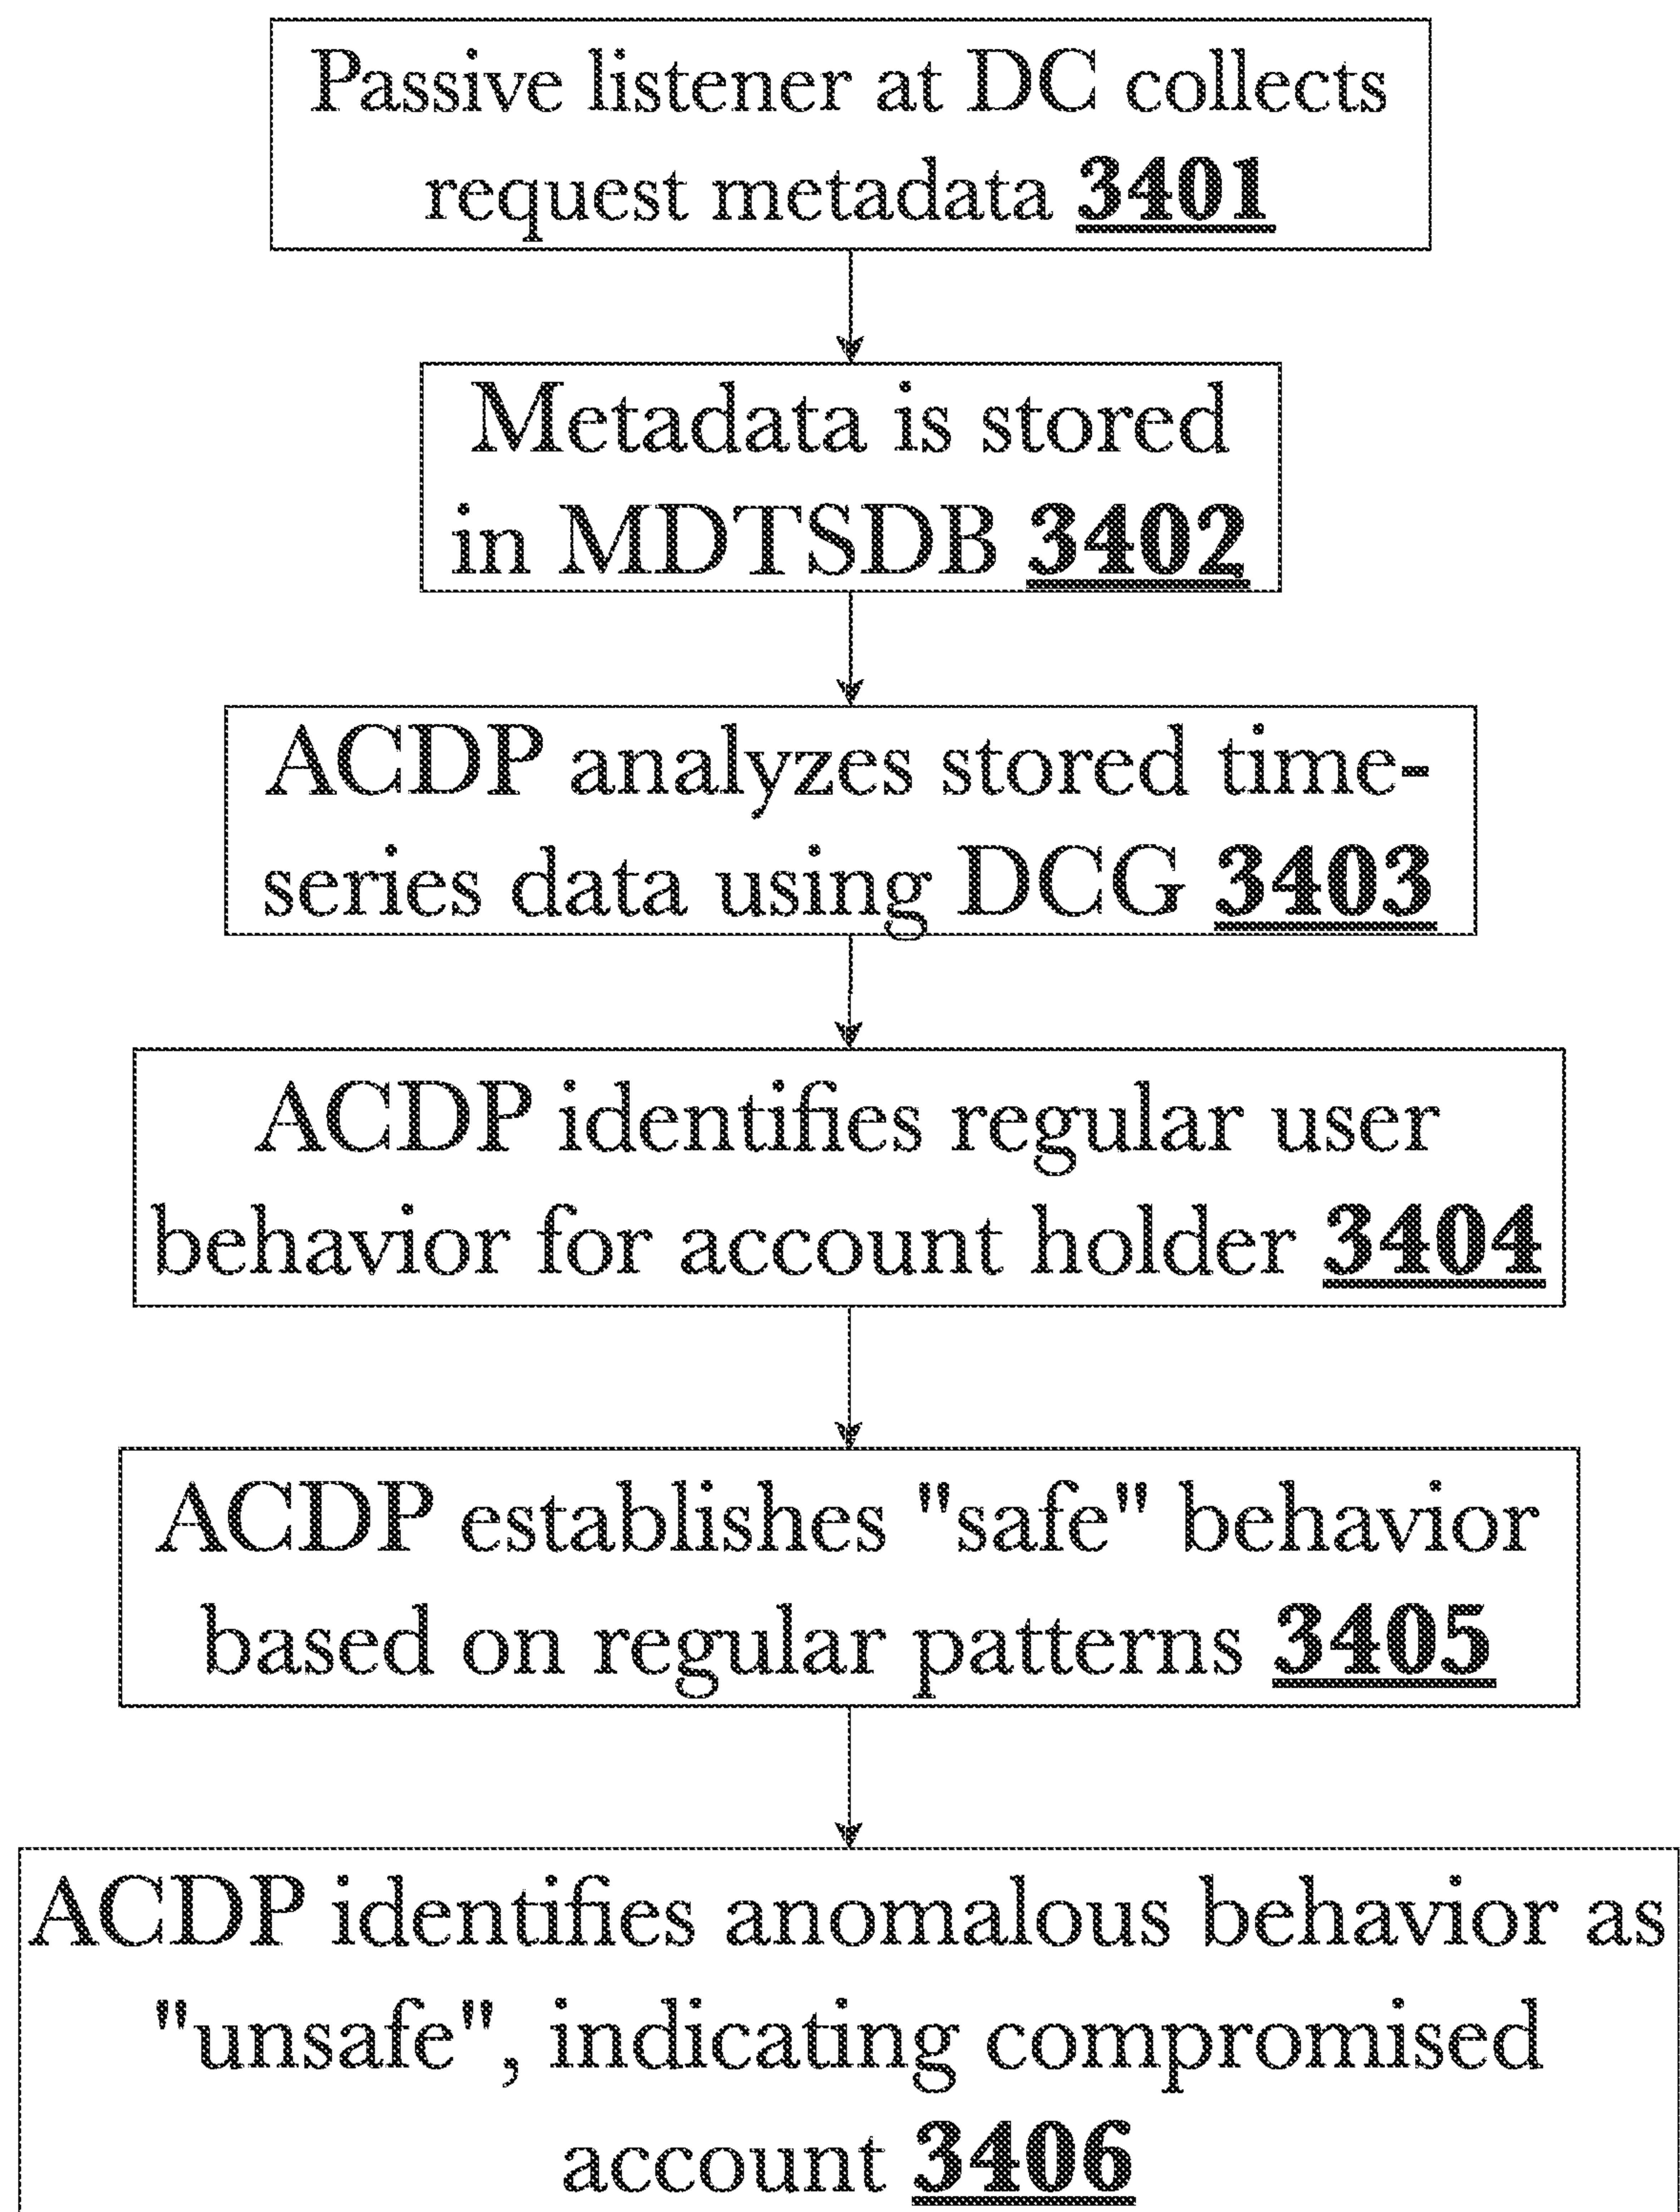 Passive listener at DC collects
request metadata 3401
Metadata is stored
in MDTSDB 3402
ACDP analyzes stored time-
series data using DCG 3403
ACDP identifies regular user
behavior for account holder 3404
ACDP establishes "safe" behavior
based on regular patterns 3405
ACDP identifies anomalous behavior as
"unsafe", indicating compromised
account 3406